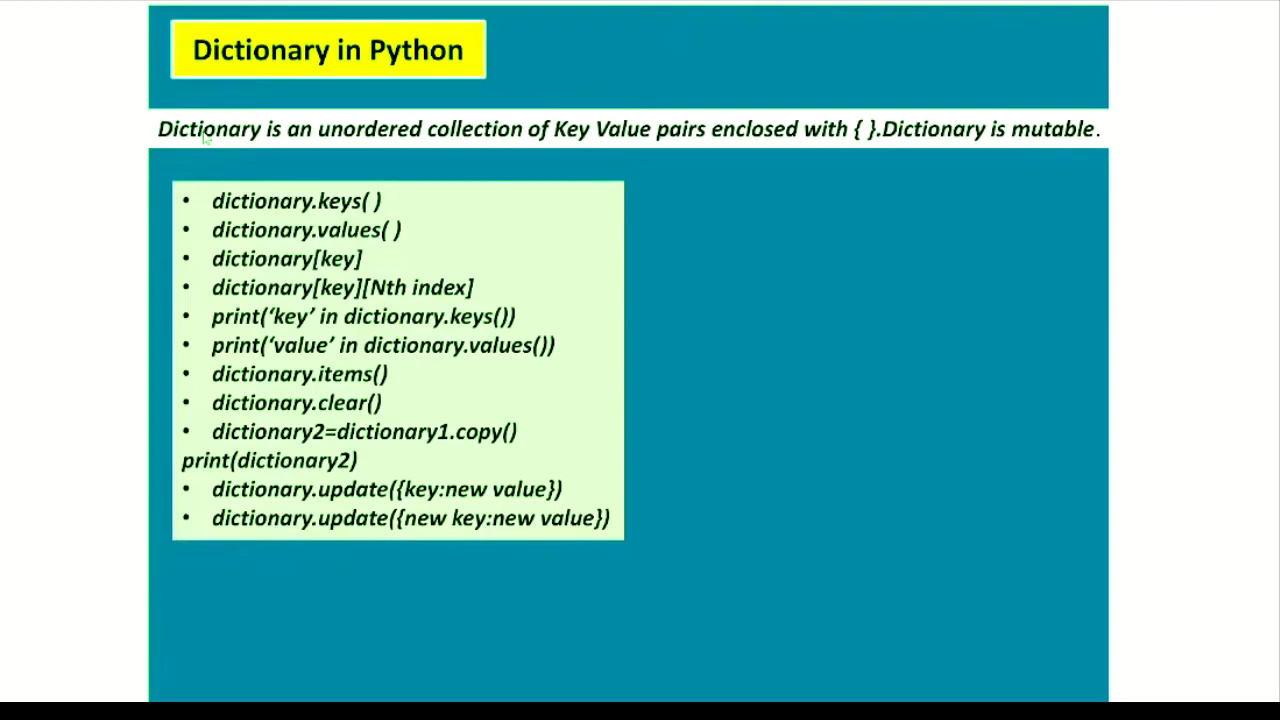 Dictionary in Python
Dictionary is an unordered collection of Key Value pairs enclosed with { }.Dictionary is mutable.
• dictionary.keys( )
• dictionary.values( )
• dictionary[key]
• dictionary[key][Nth index]
• print(‘key’ in dictionary.keys())
• print(‘value’ in dictionary.values())
• dictionary.items()
• dictionary.clear()
• dictionary2=dictionary1.copy()
print(dictionary2)
• dictionary.update({key:new value})
• dictionary.update({new key:new value})